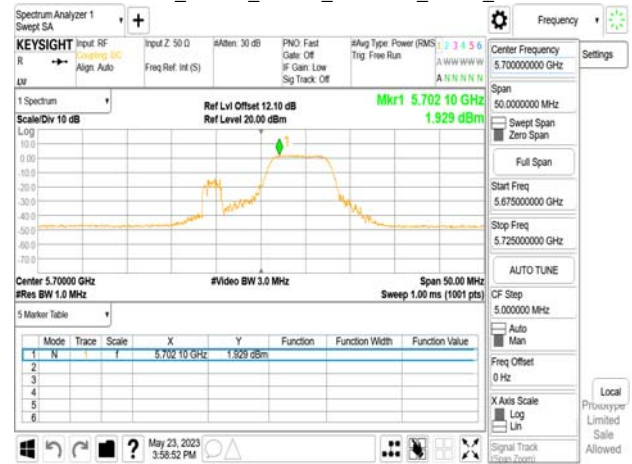 Spectrum Analyzer 1
Swept SA
Frequency
KEYSIGHT
R
Input: RF
Coupling: DC
Align: Auto
Input Z: 50 Ω
Freq Ref: Int (S)
#Atten: 30 dB
PNO: Fast
Gate: Off
IF Gain: Low
Sig Track: Off
#Avg Type: Power (RMS
Trig: Free Run
1 2 3 4 5 6
A W W W W W
A N N N N N
1 Spectrum
Scale/Div 10 dB
Ref Lvl Offset 12.10 dB
Ref Level 20.00 dBm
Mkr1 5.702 10 GHz
1.929 dBm
Log
10.0
0.00
-10.0
-20.0
-30.0
-40.0
-50.0
-60.0
-70.0
1
Center 5.70000 GHz
#Res BW 1.0 MHz
#Video BW 3.0 MHz
Span 50.00 MHz
Sweep 1.00 ms (1001 pts)
5 Marker Table
Mode Trace Scale X Y Function Function Width Function Value
1 N 1 f 5.702 10 GHz 1.929 dBm
2
3
4
5
6
May 23, 2023
3:58:52 PM
Center Frequency
5.700000000 GHz
Settings
Span
50.0000000 MHz
Swept Span
Zero Span
Full Span
Start Freq
5.675000000 GHz
Stop Freq
5.725000000 GHz
AUTO TUNE
CF Step
5.000000 MHz
Auto
Man
Freq Offset
0 Hz
X Axis Scale
Log
Lin
Signal Track
(Span Zoom)
Local
Prototype
Limited
Sale
Allowed